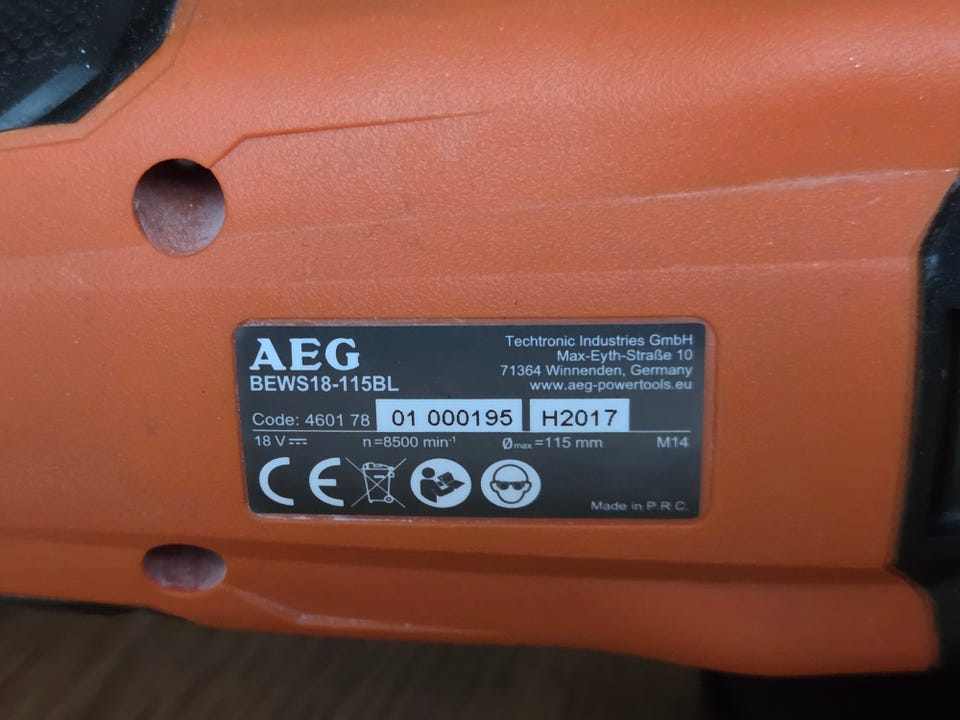 AEG
BEWS18-115BL
Techtronic Industries GmbH
Max-Eyth-Straße 10
71364 Winnenden, Germany
www.aeg-powertools.eu
Code: 4601 78 01 000195 H2017
18 V⎓ n=8500 min⁻¹ Ømax=115 mm M14
CE
Made in P.R.C.